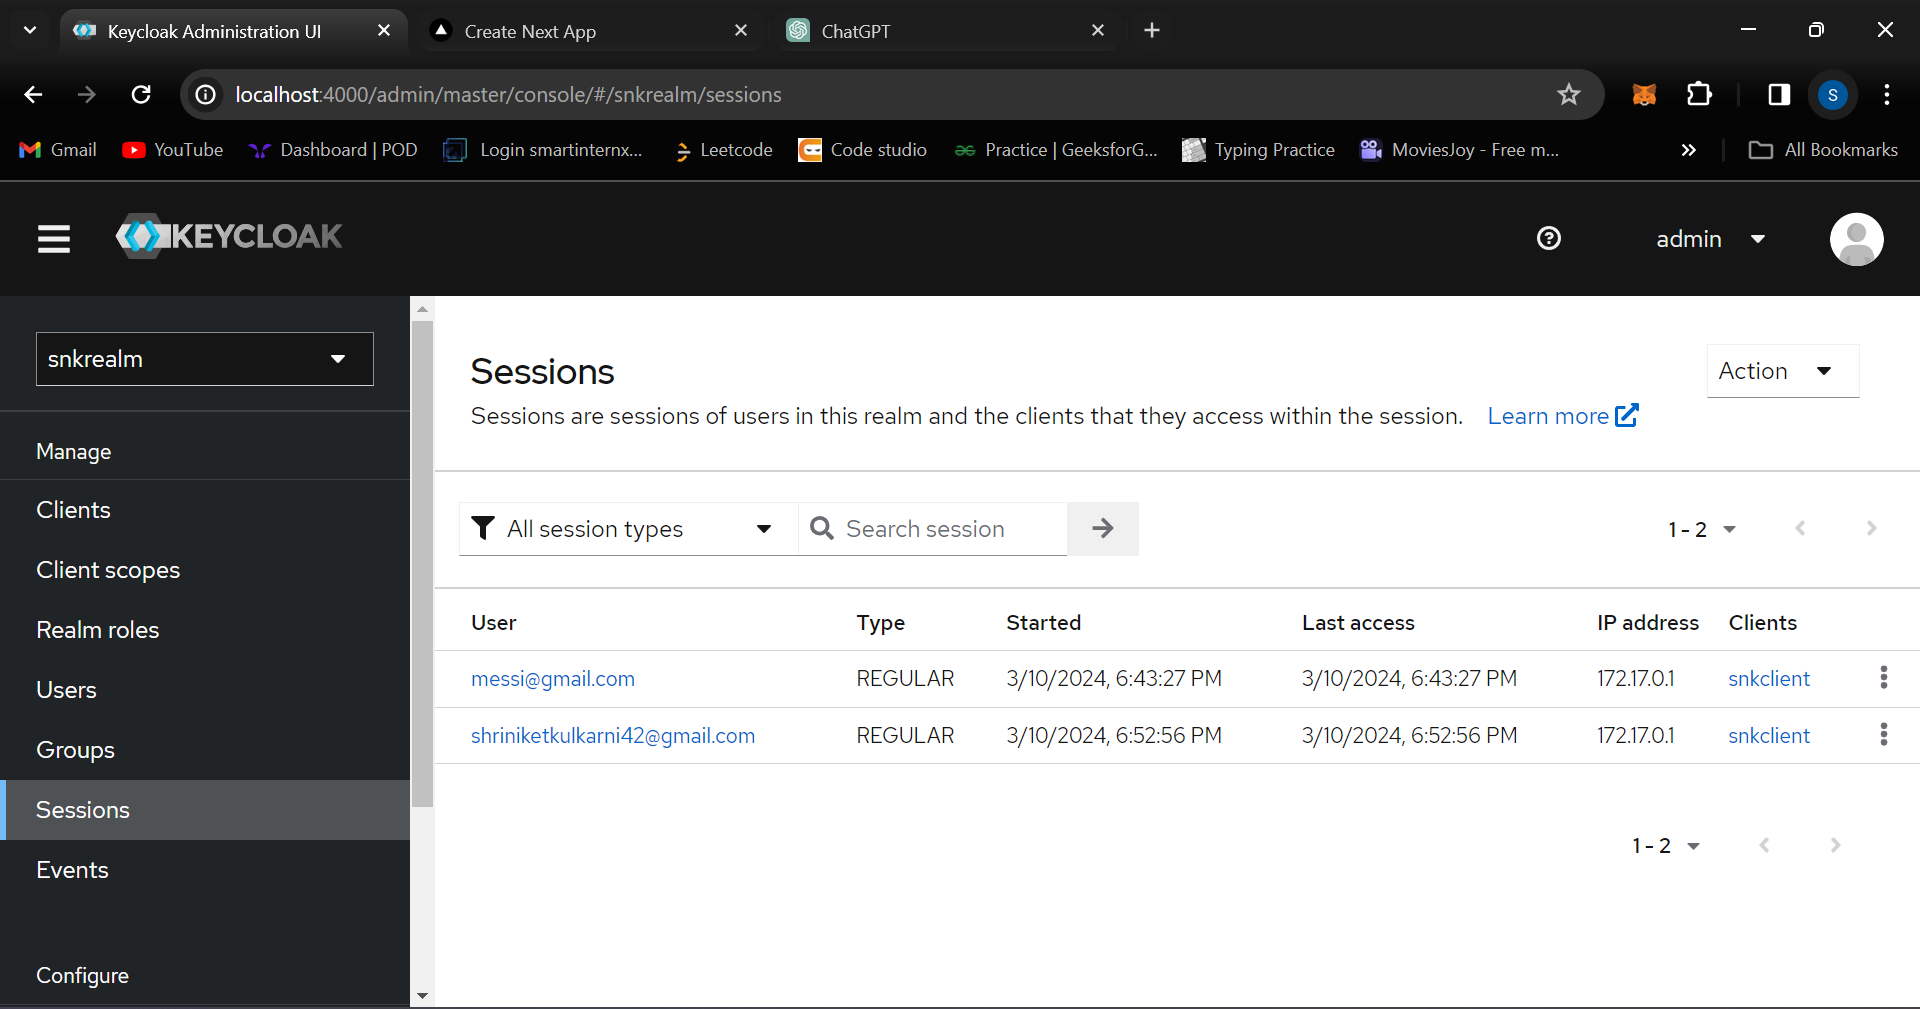 Keycloak Administration UI
Create Next App
ChatGPT
localhost:4000/admin/master/console/#/snkrealm/sessions
S
Gmail
YouTube
Dashboard | POD
Login smartinternx...
Leetcode
Code studio
Practice | GeeksforG...
Typing Practice
MoviesJoy - Free m...
All Bookmarks
KEYCLOAK
admin
snkrealm
Manage
Clients
Client scopes
Realm roles
Users
Groups
Sessions
Events
Configure
Sessions
Action
Sessions are sessions of users in this realm and the clients that they access within the session. Learn more
All session types
Search session
1 - 2
User Type Started Last access IP address Clients
messi@gmail.com REGULAR 3/10/2024, 6:43:27 PM 3/10/2024, 6:43:27 PM 172.17.0.1 snkclient
shriniketkulkarni42@gmail.com REGULAR 3/10/2024, 6:52:56 PM 3/10/2024, 6:52:56 PM 172.17.0.1 snkclient
1 - 2